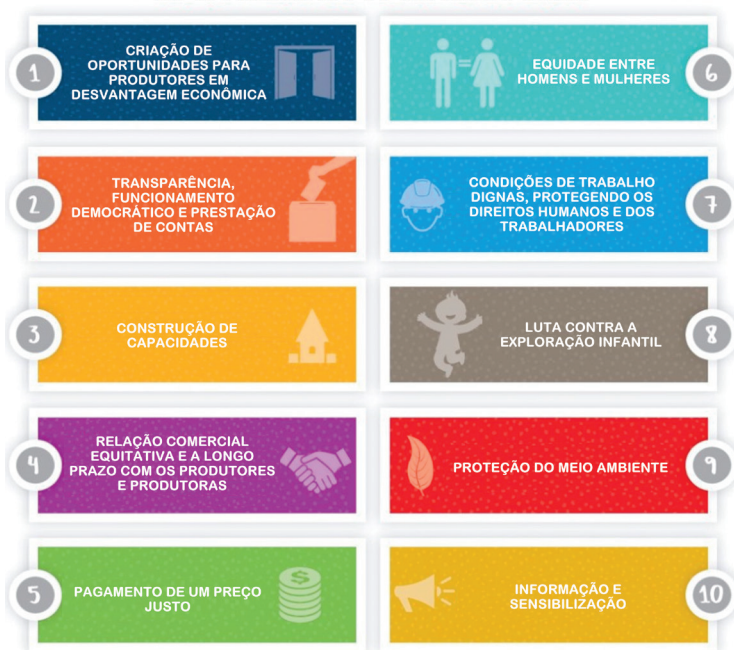 1
CRIAÇÃO DE
OPORTUNIDADES PARA
PRODUTORES EM
DESVANTAGEM ECONÔMICA
2
TRANSPARÊNCIA,
FUNCIONAMENTO
DEMOCRÁTICO E PRESTAÇÃO
DE CONTAS
3
CONSTRUÇÃO DE
CAPACIDADES
4
RELAÇÃO COMERCIAL
EQUITATIVA E A LONGO
PRAZO COM OS PRODUTORES
E PRODUTORAS
5
PAGAMENTO DE UM PREÇO
JUSTO
$
=
EQUIDADE ENTRE
HOMENS E MULHERES
6
CONDIÇÕES DE TRABALHO
DIGNAS, PROTEGENDO OS
DIREITOS HUMANOS E DOS
TRABALHADORES
7
LUTA CONTRA A
EXPLORAÇÃO INFANTIL
8
PROTEÇÃO DO MEIO AMBIENTE
9
INFORMAÇÃO E
SENSIBILIZAÇÃO
10